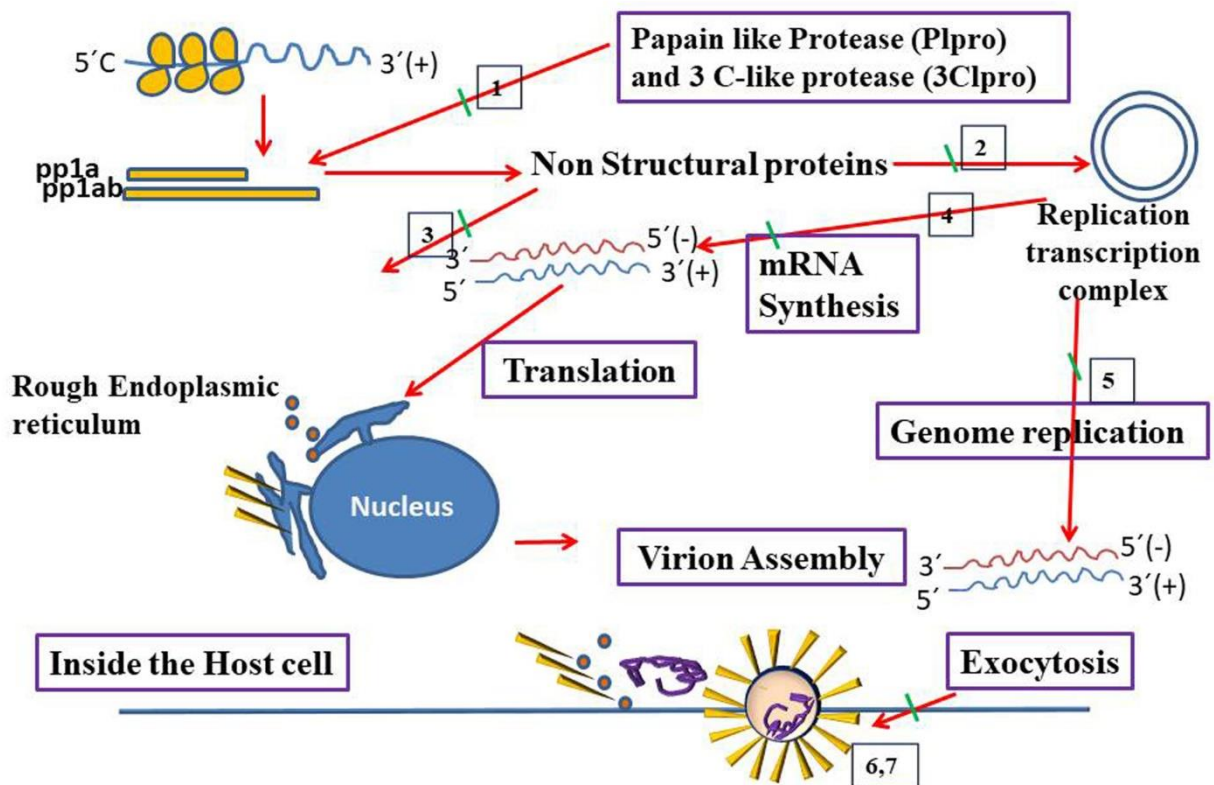 Papain like Protease (Plpro)
and 3 C-like protease (3Clpro)
5´C
3´(+)
1
pp1a
pp1ab
Non Structural proteins
2
3
4
3´
5´(-)
5´
3´(+)
mRNA
Synthesis
Replication
transcription
complex
Translation
5
Rough Endoplasmic
reticulum
Genome replication
Nucleus
Virion Assembly
3´
5´(-)
5´
3´(+)
Inside the Host cell
Exocytosis
6,7